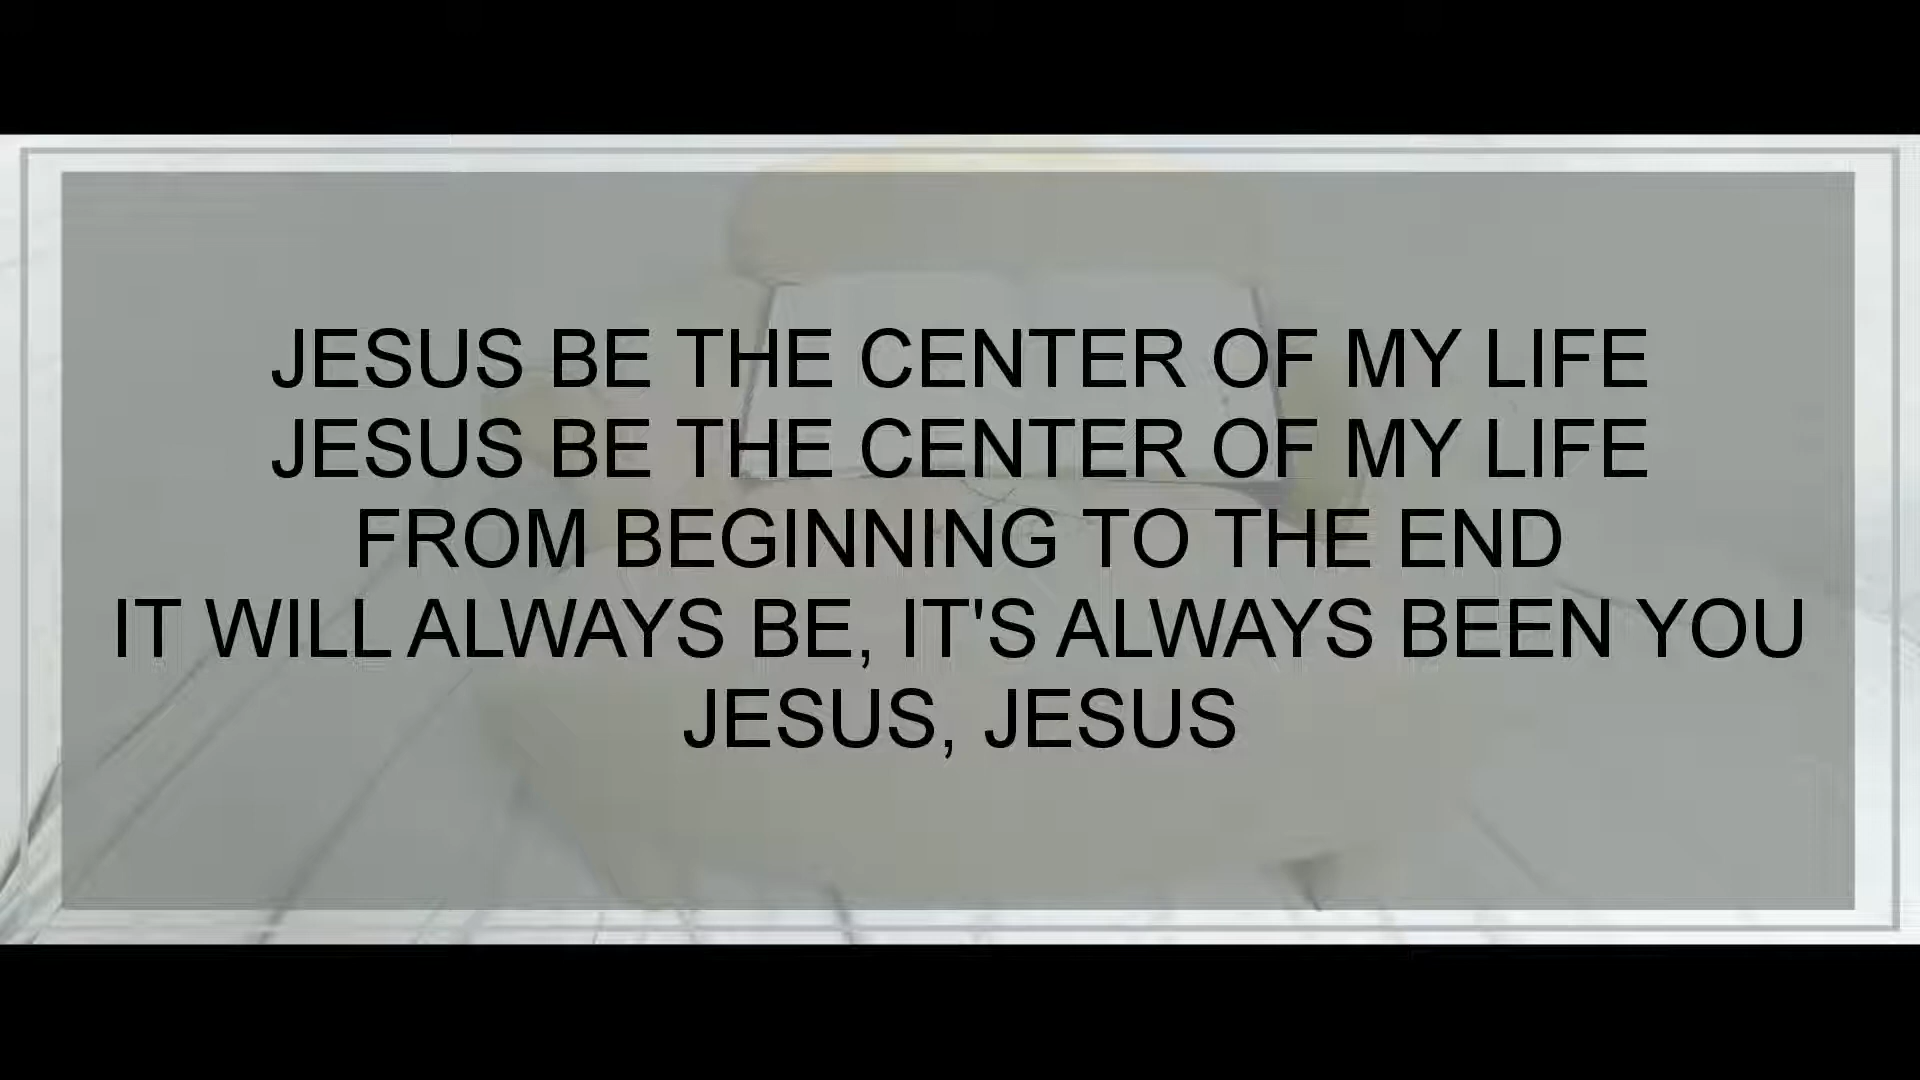 JESUS BE THE CENTER OF MY LIFE
JESUS BE THE CENTER OF MY LIFE
FROM BEGINNING TO THE END
IT WILL ALWAYS BE, IT'S ALWAYS BEEN YOU
JESUS, JESUS